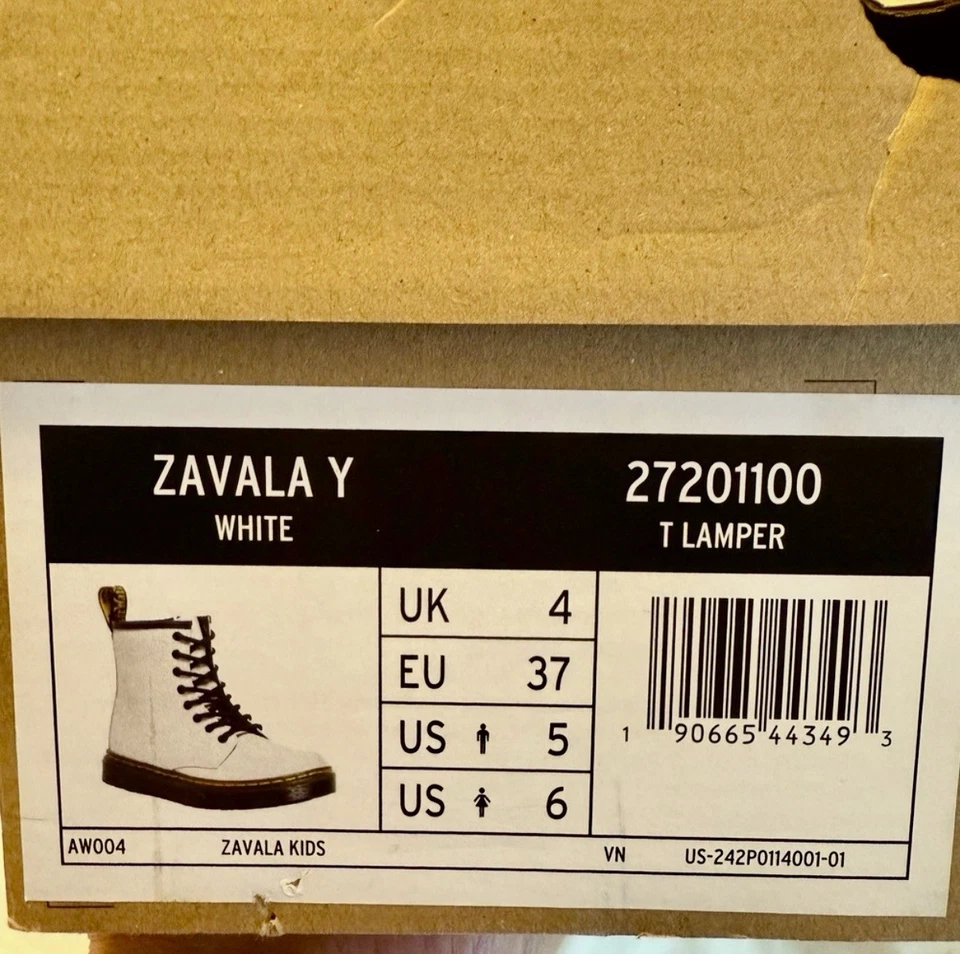 ZAVALA Y
WHITE
27201100
T LAMPER
UK 4
EU 37
US 5
US 6
1 90665 44349 3
AW004 ZAVALA KIDS VN US-242P0114001-01